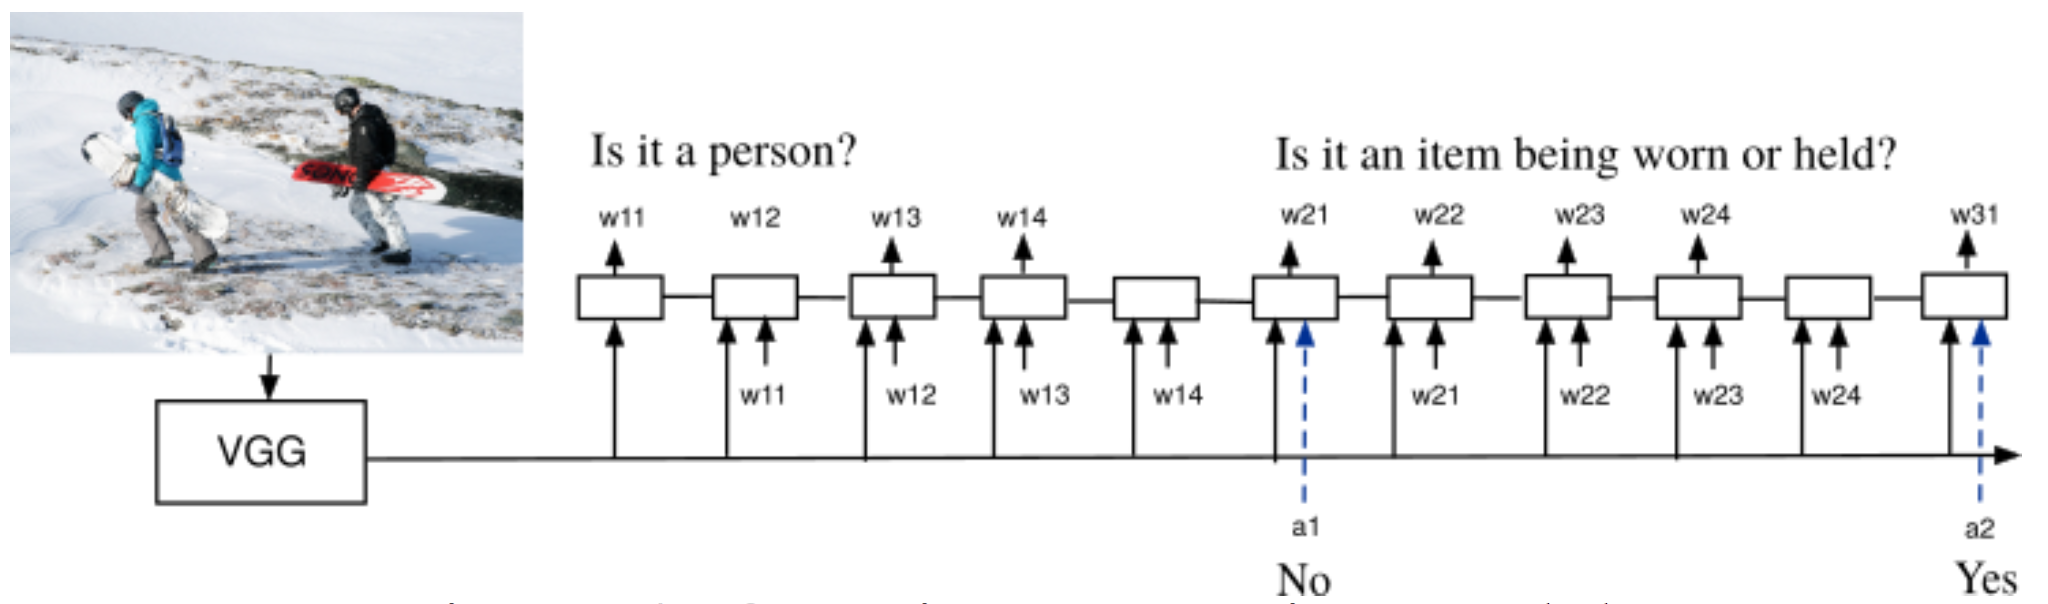 Is it a person?
Is it an item being worn or held?
w11 w12 w13 w14 w21 w22 w23 w24 w31
w11 w12 w13 w14 w21 w22 w23 w24
VGG
a1 a2
No Yes